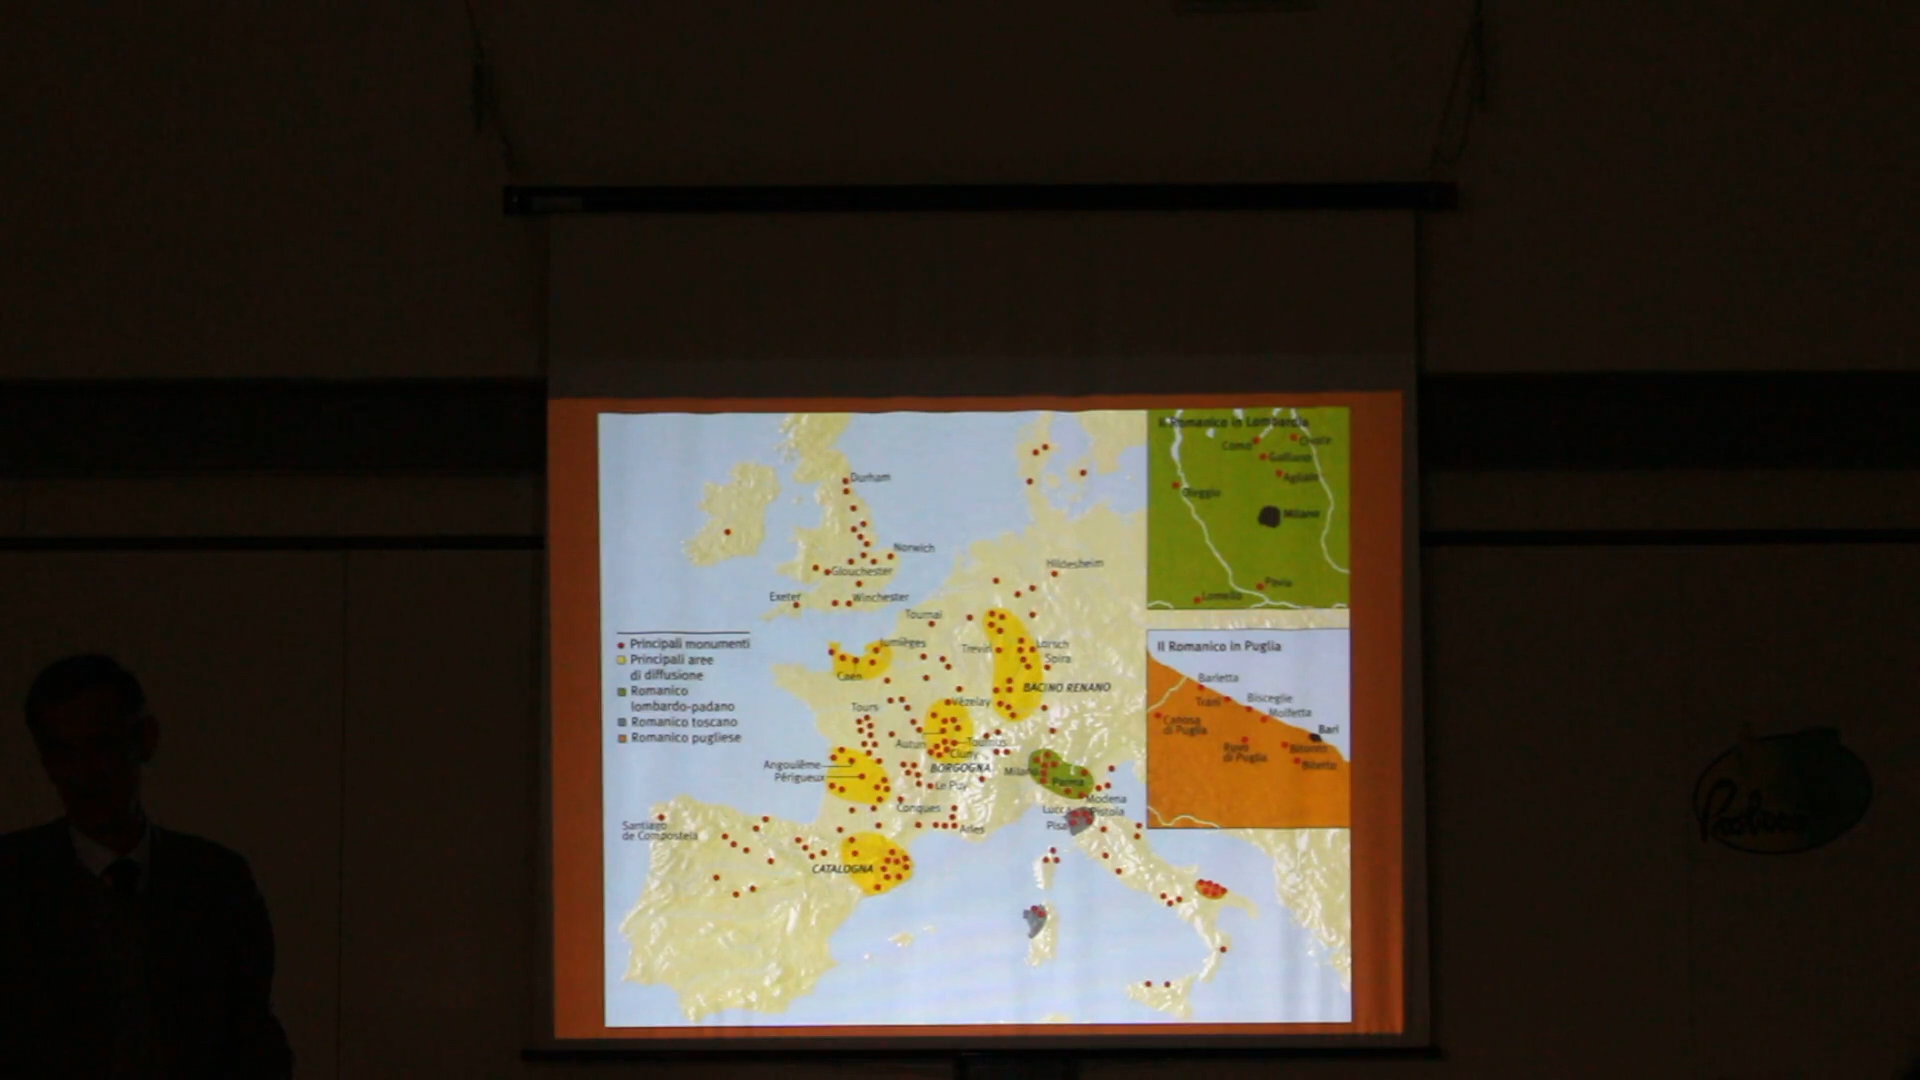 Il Romanico in Lombardia
Como
Civate
Galliano
Agliate
Oleggio
Milano
Pavia
Lomello
Durham
Norwich
Glouchester
Hildesheim
Exeter
Winchester
Tournai
Jumièges
Caen
Treviri
Lorsch
Spira
BACINO RENANO
Principali monumenti
Principali aree
di diffusione
Romanico
lombardo-padano
Romanico toscano
Romanico pugliese
Tours
Vézelay
Autun
Tournus
Cluny
BORGOGNA
Angoulême
Périgueux
Le Puy
Conques
Arles
Milano
Parma
Modena
Lucca
Pistoia
Pisa
Santiago
de Compostela
CATALOGNA
Il Romanico in Puglia
Barletta
Trani
Bisceglie
Molfetta
Canosa
di Puglia
Bari
Ruvo
di Puglia
Bitonto
Bitetto